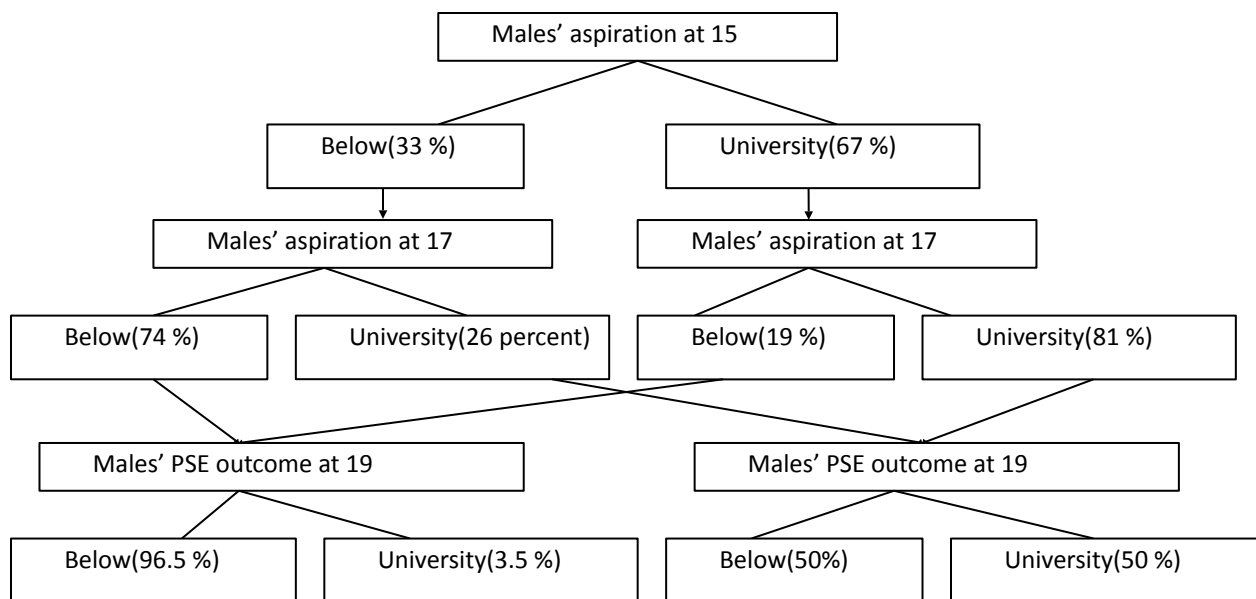 Males’ aspiration at 15
Below(33 %)
University(67 %)
Males’ aspiration at 17
Males’ aspiration at 17
Below(74 %)
University(26 percent)
Below(19 %)
University(81 %)
Males’ PSE outcome at 19
Males’ PSE outcome at 19
Below(96.5 %)
University(3.5 %)
Below(50%)
University(50 %)